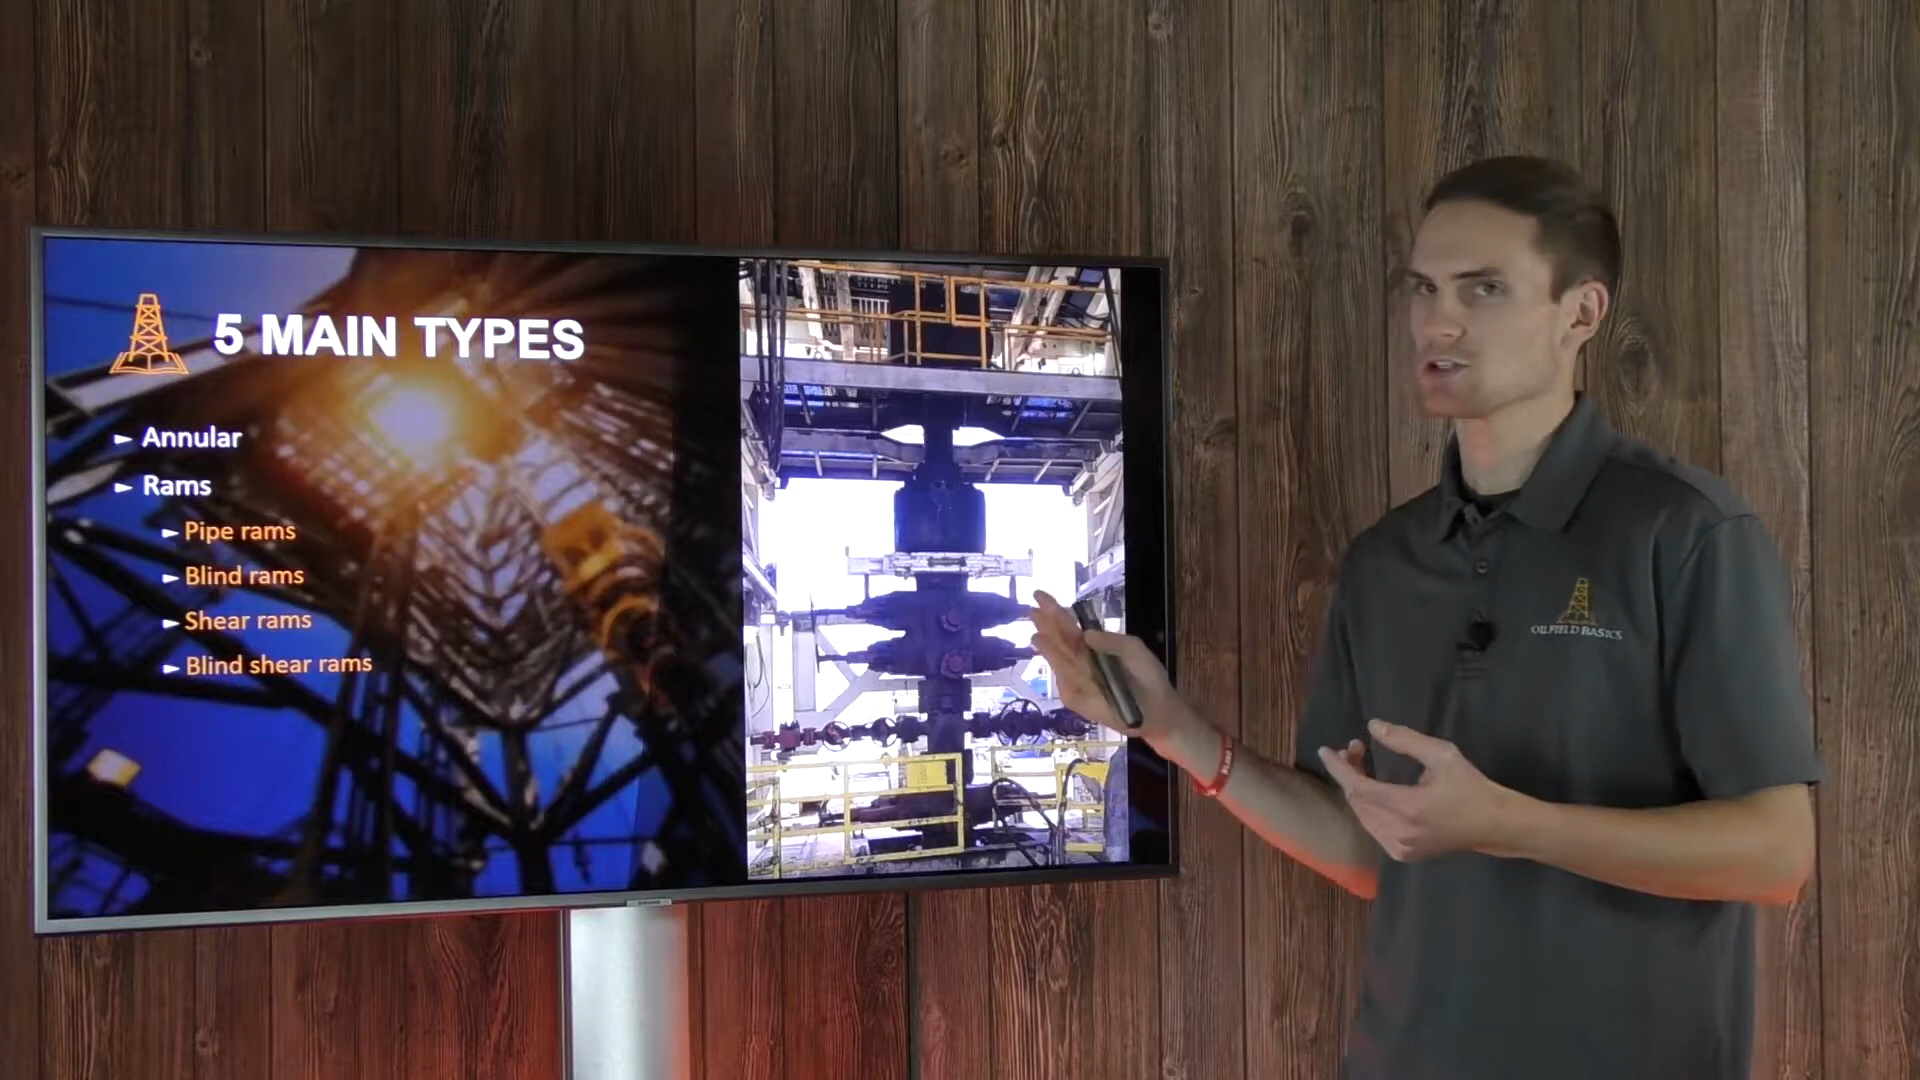 5 MAIN TYPES
► Annular
► Rams
► Pipe rams
► Blind rams
► Shear rams
► Blind shear rams
OILFIELD BASICS